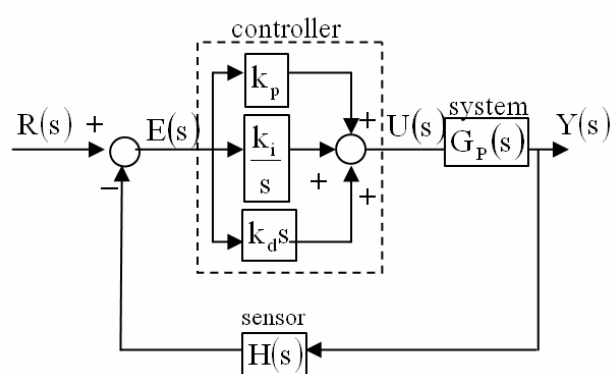 controller
k_p
R(s) + E(s) k_i/s + + + U(s) system G_P(s) Y(s)
−
k_d s
sensor
H(s)